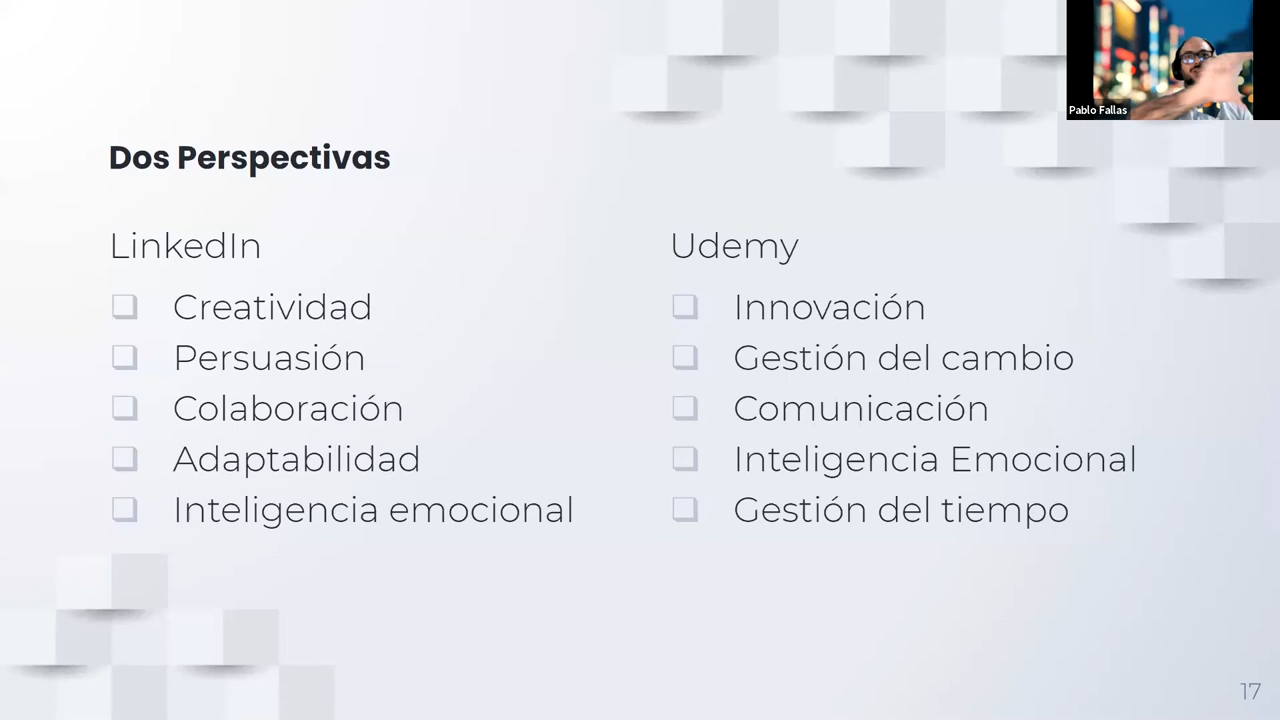 Pablo Fallas
Dos Perspectivas
LinkedIn
Creatividad
Persuasión
Colaboración
Adaptabilidad
Inteligencia emocional
Udemy
Innovación
Gestión del cambio
Comunicación
Inteligencia Emocional
Gestión del tiempo
17